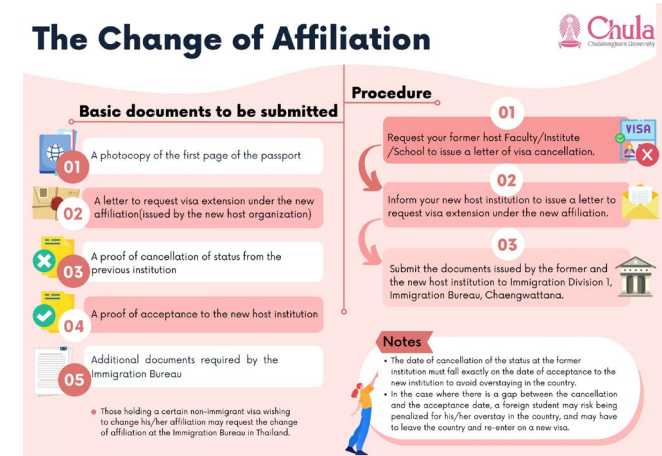 The Change of Affiliation
Chula
Chulalongkorn University
Basic documents to be submitted
01
A photocopy of the first page of the passport
02
A letter to request visa extension under the new
affiliation(issued by the new host organization)
03
A proof of cancellation of status from the
previous institution
04
A proof of acceptance to the new host institution
05
Additional documents required by the
Immigration Bureau
Those holding a certain non-immigrant visa wishing
to change his/her affiliation may request the change
of affiliation at the Immigration Bureau in Thailand.
Procedure
01
Request your former host Faculty/Institute
/School to issue a letter of visa cancellation.
VISA
02
Inform your new host institution to issue a letter to
request visa extension under the new affiliation.
03
Submit the documents issued by the former and
the new host institution to Immigration Division 1,
Immigration Bureau, Chaengwattana.
Notes
• The date of cancellation of the status at the former
institution must fall exactly on the date of acceptance to the
new institution to avoid overstaying in the country.
• In the case where there is a gap between the cancellation
and the acceptance date, a foreign student may risk being
penalized for his/her overstay in the country, and may have
to leave the country and re-enter on a new visa.